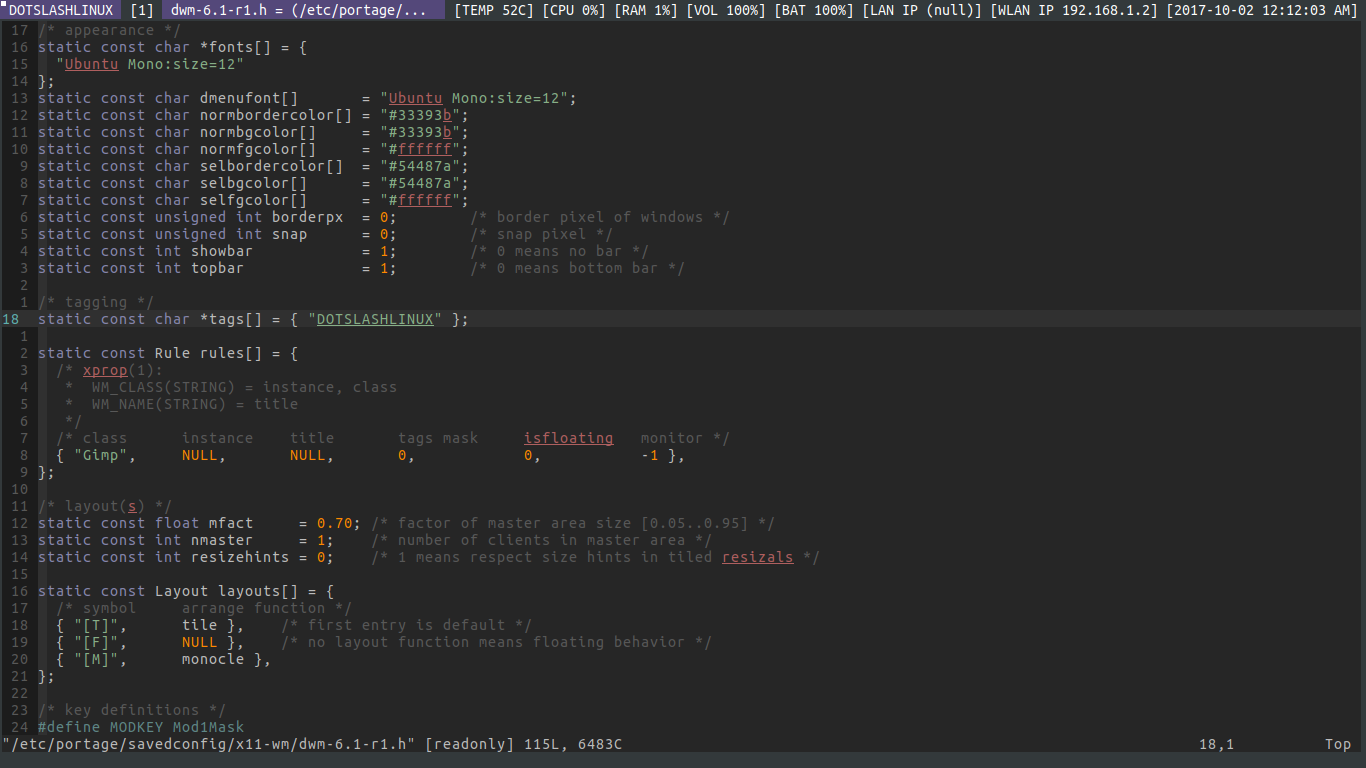 DOTSLASHLINUX [1] dwm-6.1-r1.h = (/etc/portage/... [TEMP 52C] [CPU 0%] [RAM 1%] [VOL 100%] [BAT 100%] [LAN IP (null)] [WLAN IP 192.168.1.2] [2017-10-02 12:12:03 AM]
17 /* appearance */
16 static const char *fonts[] = {
15   "Ubuntu Mono:size=12"
14 };
13 static const char dmenufont[]       = "Ubuntu Mono:size=12";
12 static const char normbordercolor[] = "#33393b";
11 static const char normbgcolor[]     = "#33393b";
10 static const char normfgcolor[]     = "#ffffff";
9 static const char selbordercolor[]  = "#54487a";
8 static const char selbgcolor[]      = "#54487a";
7 static const char selfgcolor[]      = "#ffffff";
6 static const unsigned int borderpx  = 0;        /* border pixel of windows */
5 static const unsigned int snap      = 0;        /* snap pixel */
4 static const int showbar            = 1;        /* 0 means no bar */
3 static const int topbar             = 1;        /* 0 means bottom bar */
2
1 /* tagging */
18 static const char *tags[] = { "DOTSLASHLINUX" };
1
2 static const Rule rules[] = {
3   /* xprop(1):
4    *  WM_CLASS(STRING) = instance, class
5    *  WM_NAME(STRING) = title
6    */
7   /* class      instance    title       tags mask     isfloating   monitor */
8   { "Gimp",     NULL,       NULL,       0,            0,           -1 },
9 };
10
11 /* layout(s) */
12 static const float mfact     = 0.70; /* factor of master area size [0.05..0.95] */
13 static const int nmaster     = 1;    /* number of clients in master area */
14 static const int resizehints = 0;    /* 1 means respect size hints in tiled resizals */
15
16 static const Layout layouts[] = {
17   /* symbol     arrange function */
18   { "[T]",      tile },    /* first entry is default */
19   { "[F]",      NULL },    /* no layout function means floating behavior */
20   { "[M]",      monocle },
21 };
22
23 /* key definitions */
24 #define MODKEY Mod1Mask
"/etc/portage/savedconfig/x11-wm/dwm-6.1-r1.h" [readonly] 115L, 6483C 18,1 Top